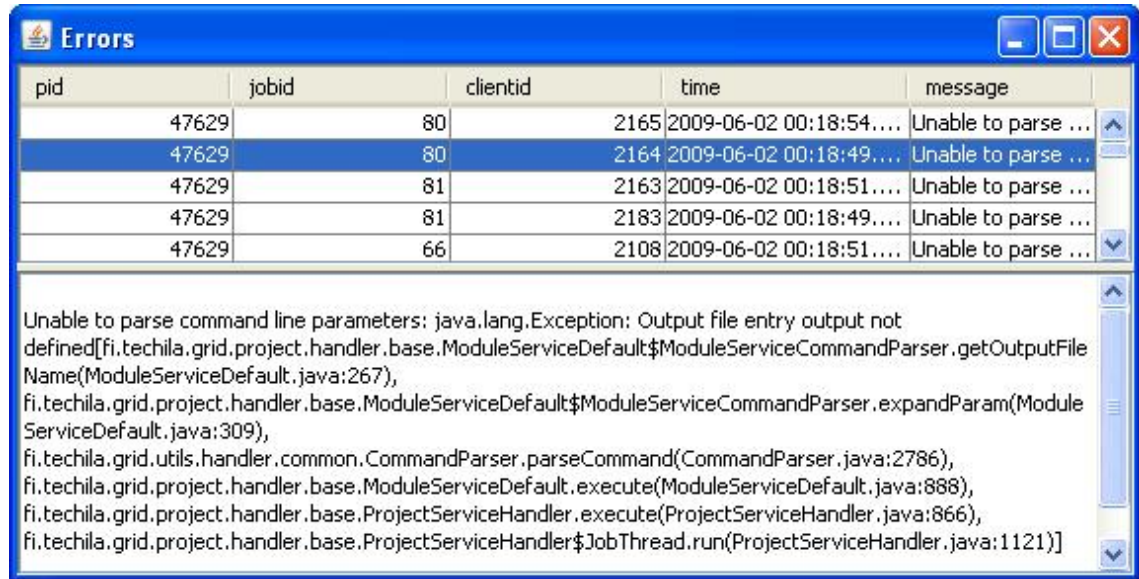 Errors
pid jobid clientid time message
47629 80 2165 2009-06-02 00:18:54.... Unable to parse ...
47629 80 2164 2009-06-02 00:18:49.... Unable to parse ...
47629 81 2163 2009-06-02 00:18:51.... Unable to parse ...
47629 81 2183 2009-06-02 00:18:49.... Unable to parse ...
47629 66 2108 2009-06-02 00:18:51.... Unable to parse ...
Unable to parse command line parameters: java.lang.Exception: Output file entry output not
defined[fi.techila.grid.project.handler.base.ModuleServiceDefault$ModuleServiceCommandParser.getOutputFile
Name(ModuleServiceDefault.java:267),
fi.techila.grid.project.handler.base.ModuleServiceDefault$ModuleServiceCommandParser.expandParam(Module
ServiceDefault.java:309),
fi.techila.grid.utils.handler.common.CommandParser.parseCommand(CommandParser.java:2786),
fi.techila.grid.project.handler.base.ModuleServiceDefault.execute(ModuleServiceDefault.java:888),
fi.techila.grid.project.handler.base.ProjectServiceHandler.execute(ProjectServiceHandler.java:866),
fi.techila.grid.project.handler.base.ProjectServiceHandler$JobThread.run(ProjectServiceHandler.java:1121)]